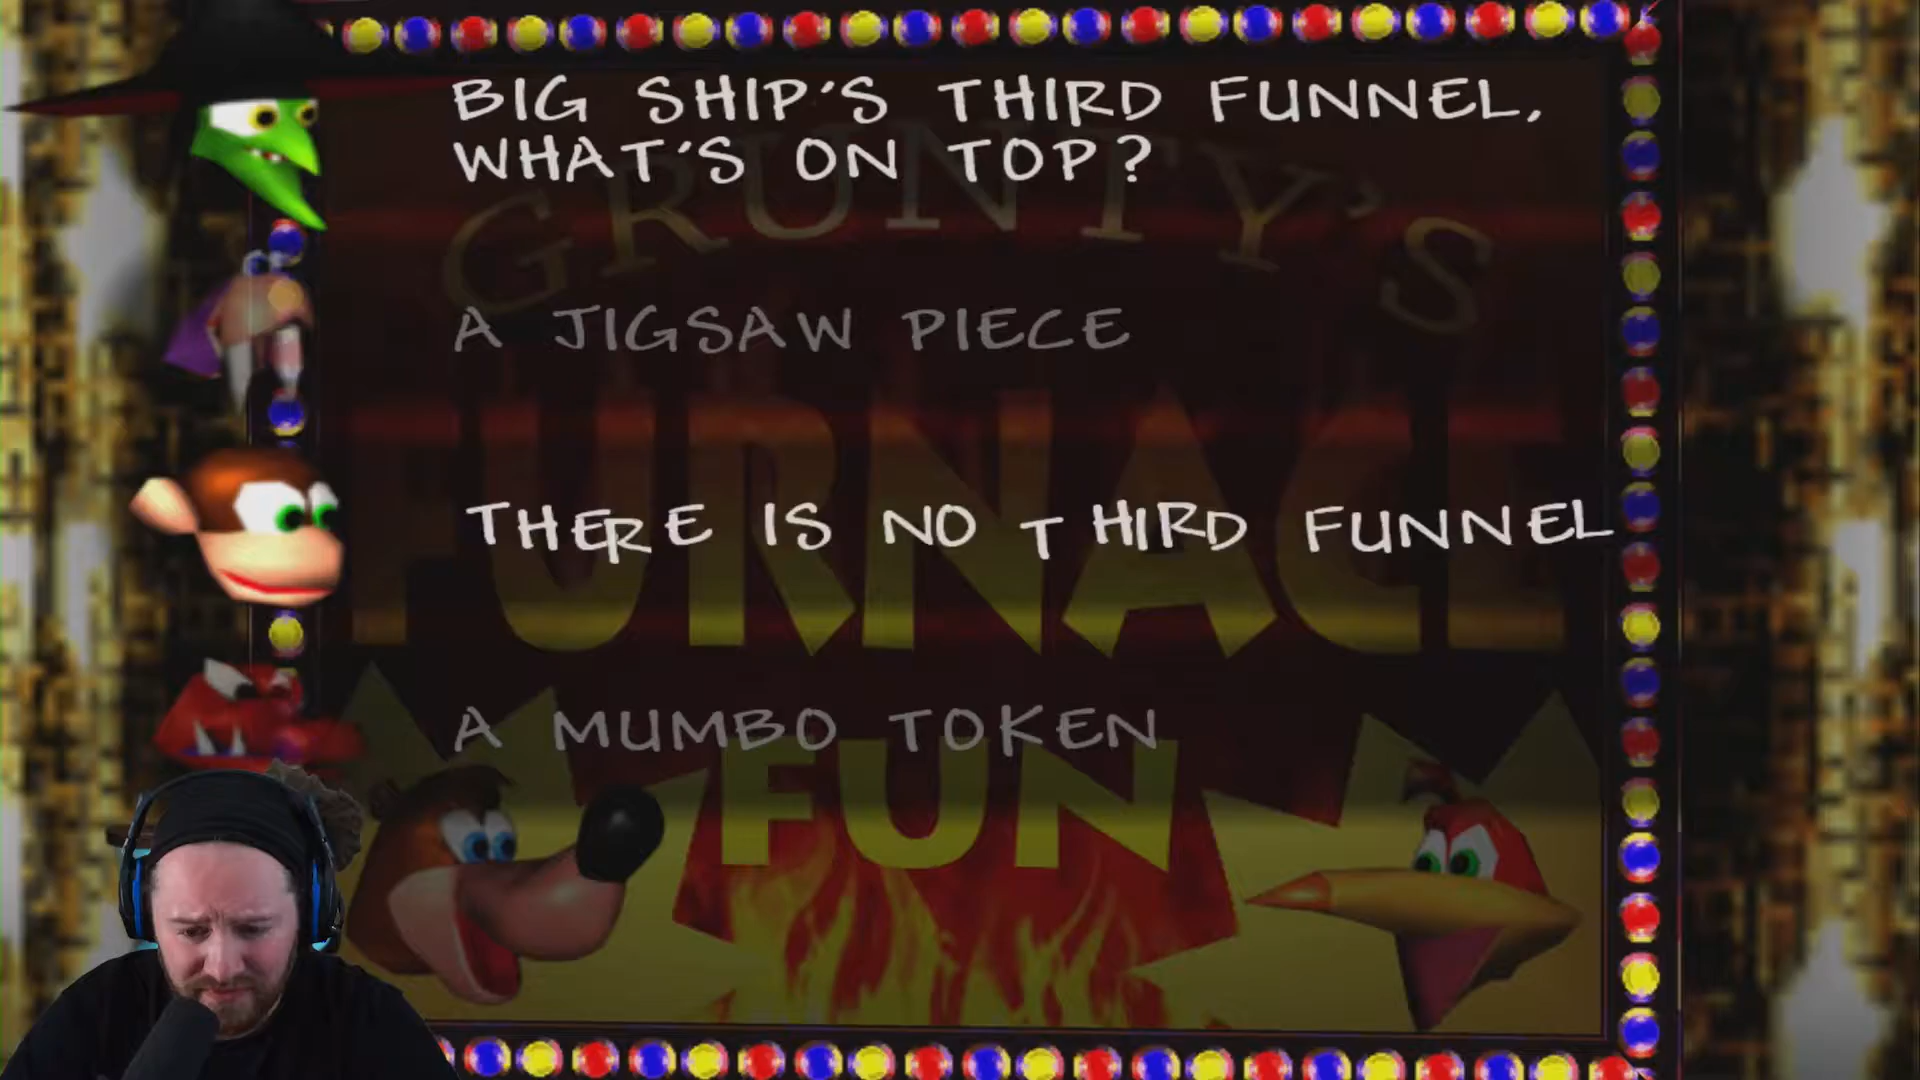 BIG SHIP'S THIRD FUNNEL,
WHAT'S ON TOP?
GRUNTY'S
A JIGSAW PIECE
FURNACE
THERE IS NO THIRD FUNNEL
A MUMBO TOKEN
FUN